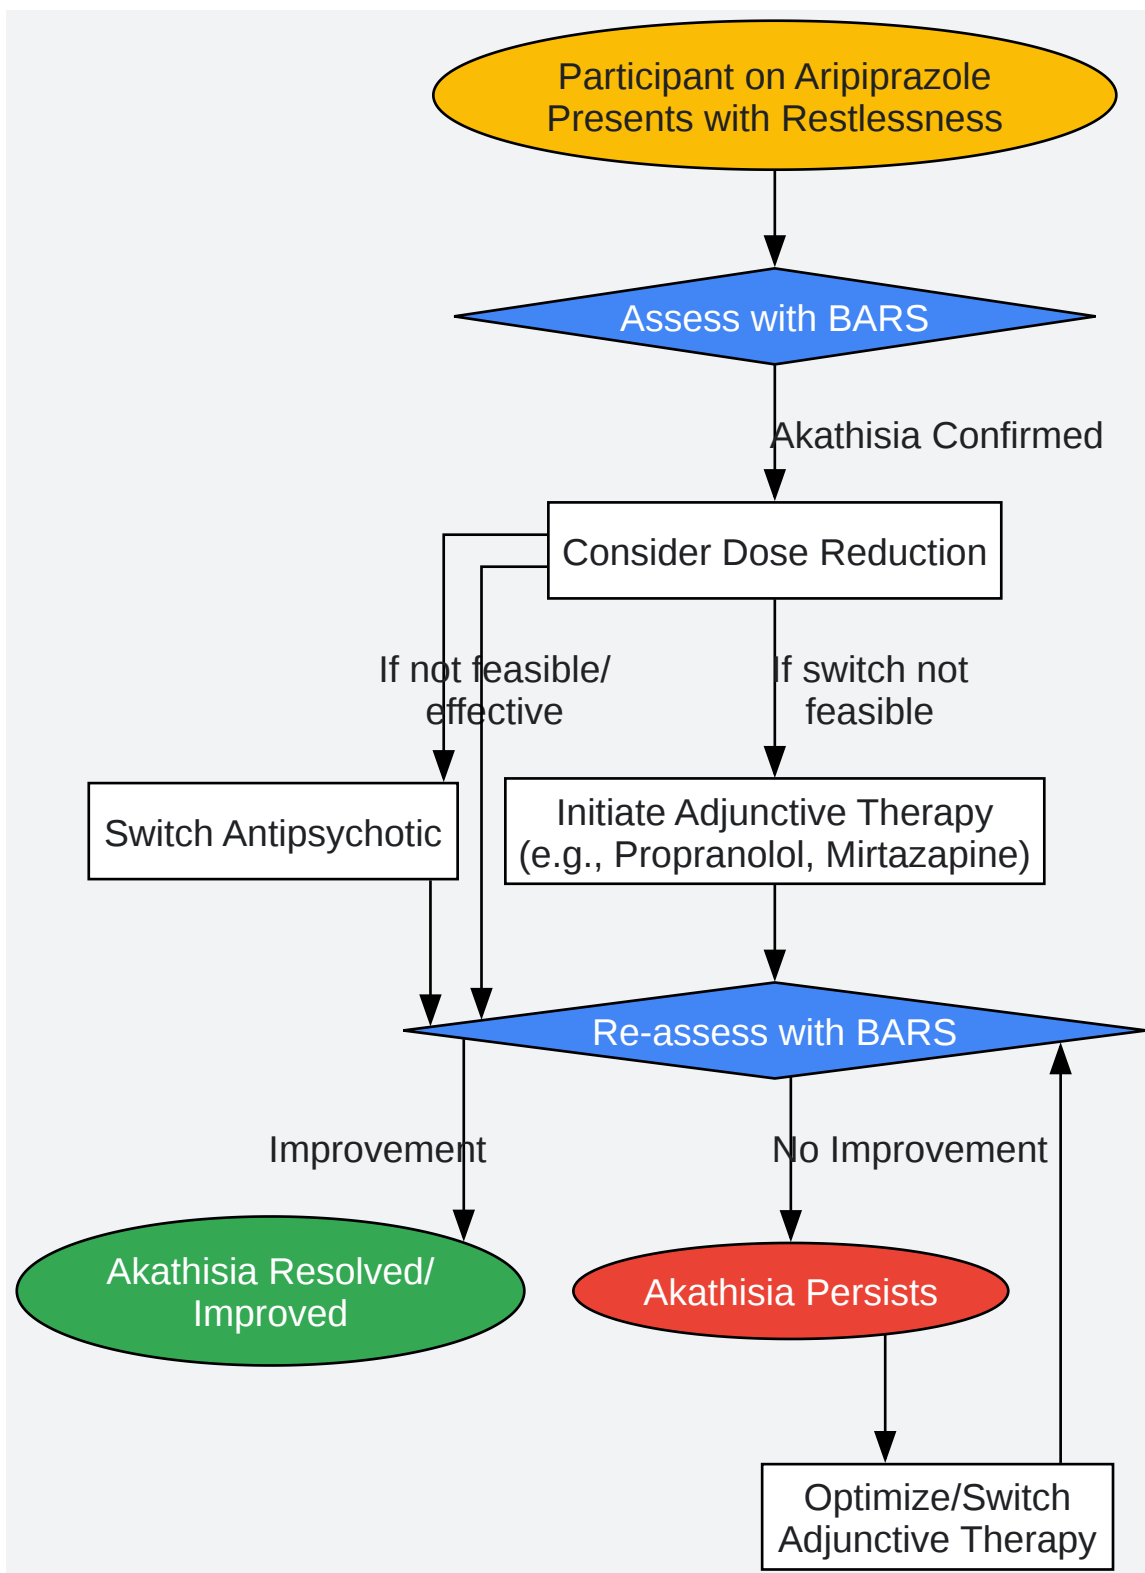 Participant on Aripiprazole
Presents with Restlessness
Assess with BARS
Akathisia Confirmed
Consider Dose Reduction
If not feasible/
effective
If switch not
feasible
Switch Antipsychotic
Initiate Adjunctive Therapy
(e.g., Propranolol, Mirtazapine)
Re-assess with BARS
Improvement
No Improvement
Akathisia Resolved/
Improved
Akathisia Persists
Optimize/Switch
Adjunctive Therapy